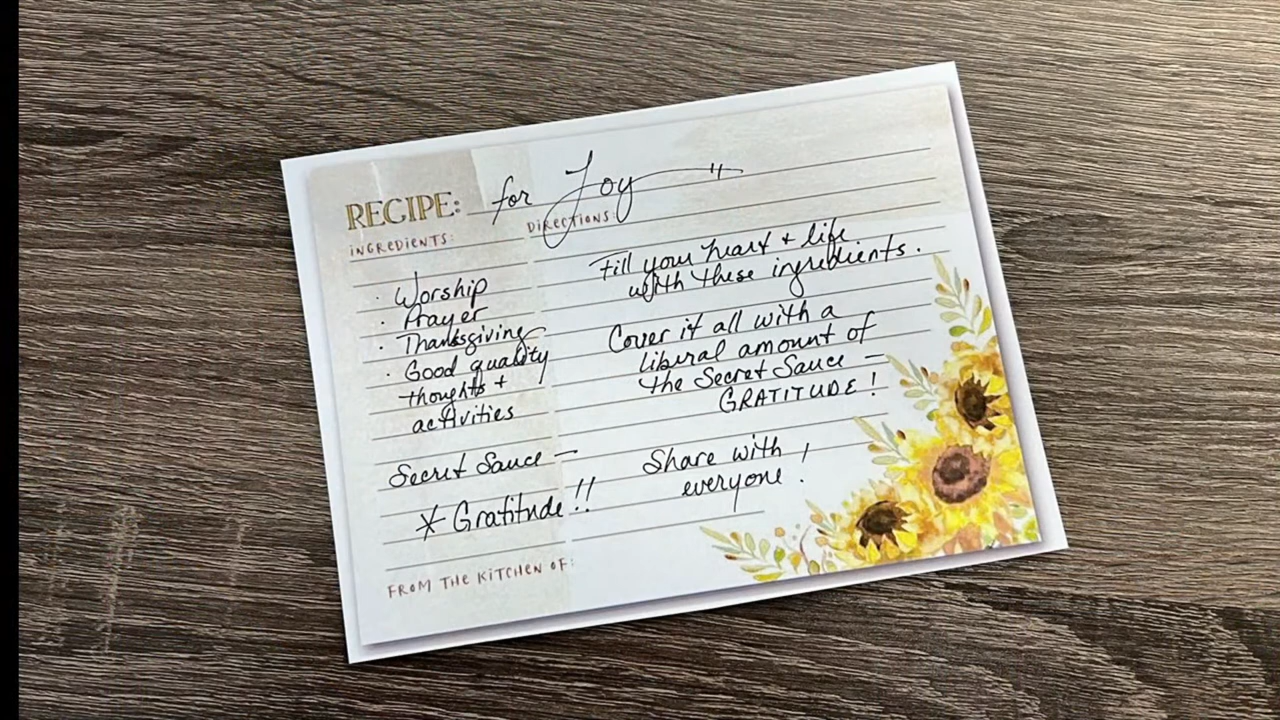 RECIPE: for Joy "
INGREDIENTS:
· Worship
· Prayer
· Thanksgiving
· Good quality
thoughts +
activities
Secret Sauce —
* Gratitude!!
DIRECTIONS:
Fill your heart + life
with these ingredients.
Cover it all with a
liberal amount of
the Secret Sauce —
GRATITUDE!
Share with
everyone!
FROM THE KITCHEN OF: